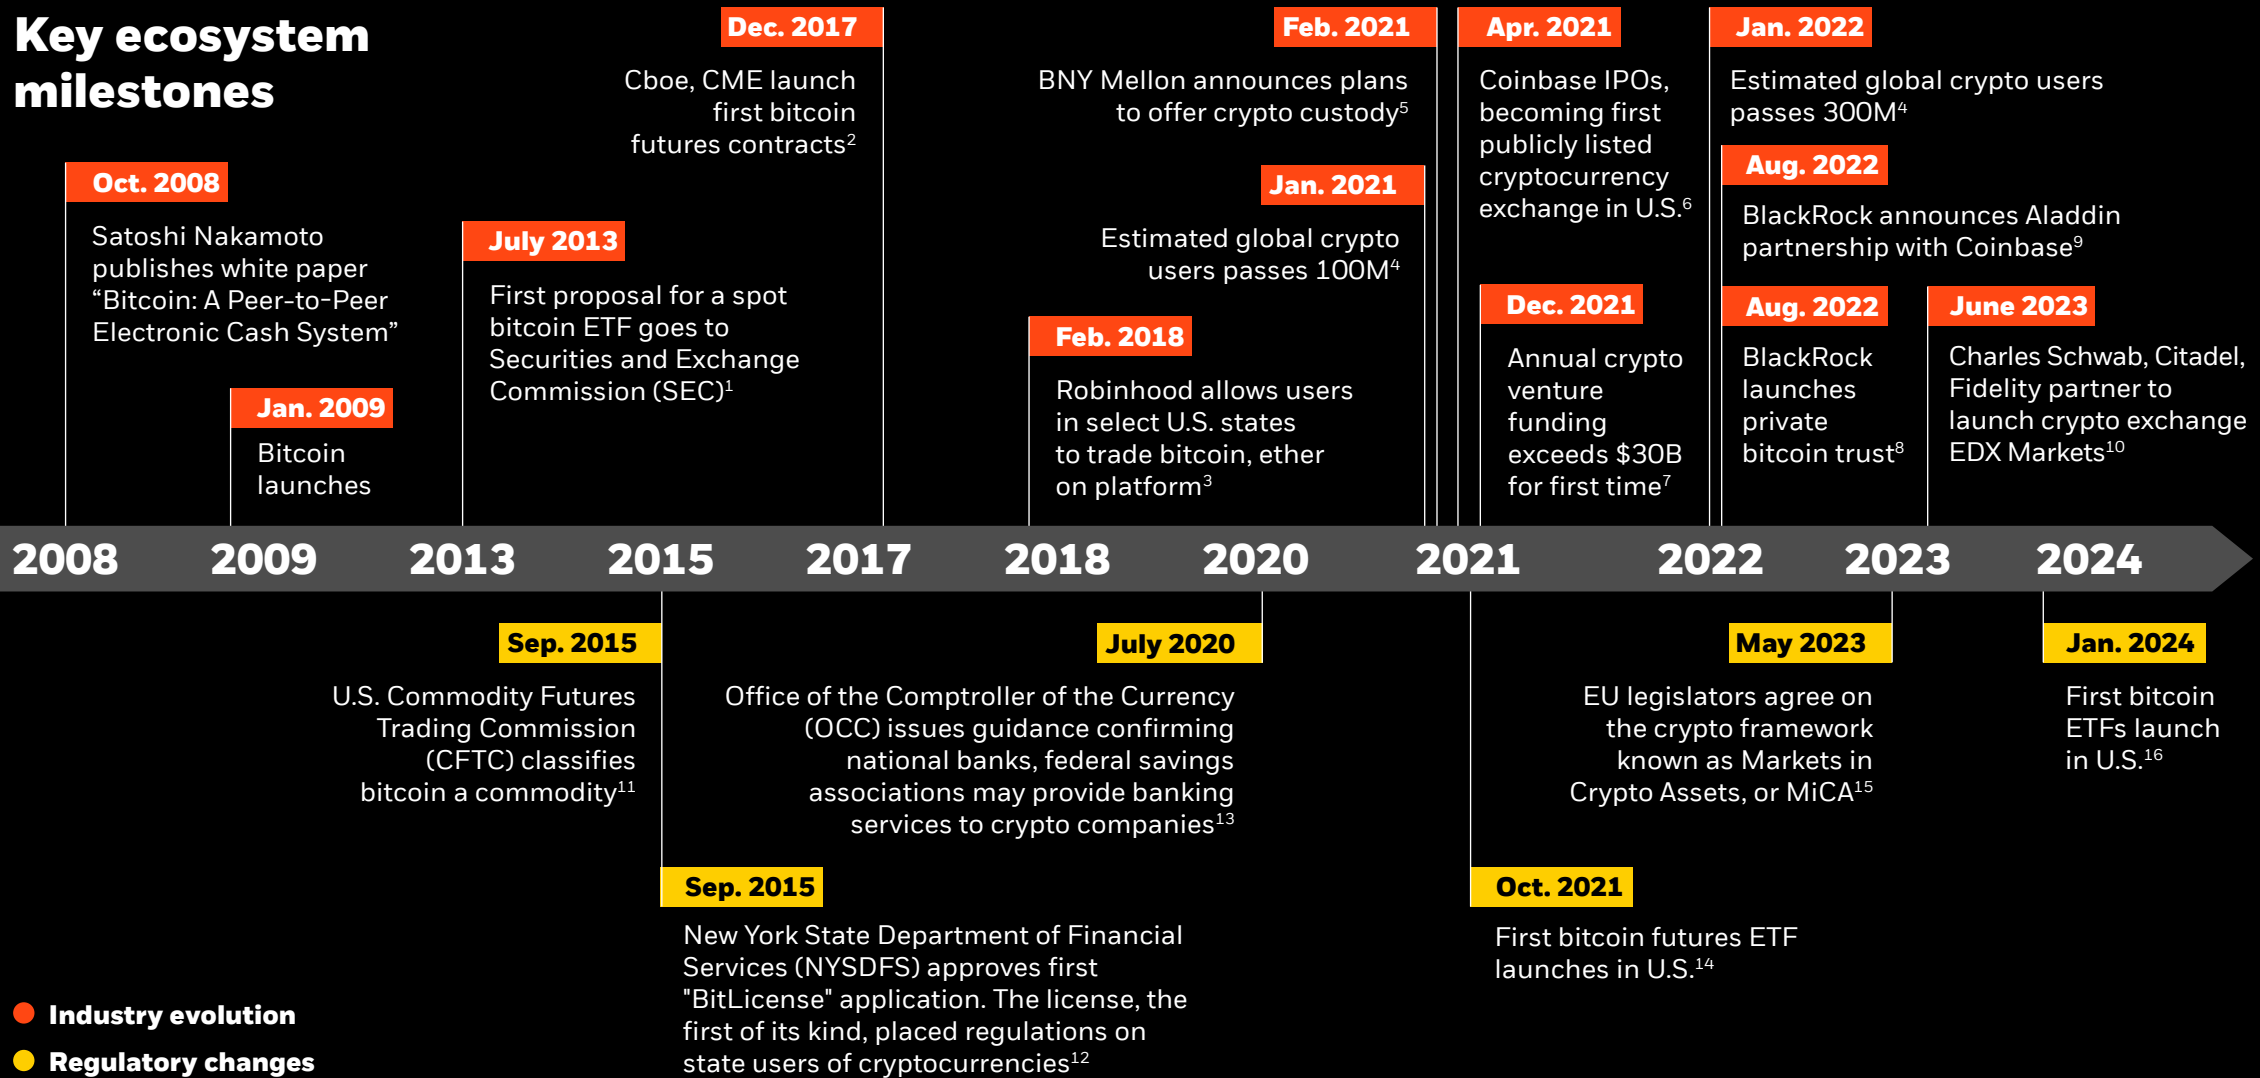 Key ecosystem
milestones
Oct. 2008
Satoshi Nakamoto
publishes white paper
“Bitcoin: A Peer-to-Peer
Electronic Cash System”
Jan. 2009
Bitcoin
launches
July 2013
First proposal for a spot
bitcoin ETF goes to
Securities and Exchange
Commission (SEC)¹
Dec. 2017
Cboe, CME launch
first bitcoin
futures contracts²
Feb. 2018
Robinhood allows users
in select U.S. states
to trade bitcoin, ether
on platform³
Jan. 2021
Estimated global crypto
users passes 100M⁴
Feb. 2021
BNY Mellon announces plans
to offer crypto custody⁵
Apr. 2021
Coinbase IPOs,
becoming first
publicly listed
cryptocurrency
exchange in U.S.⁶
Dec. 2021
Annual crypto
venture
funding
exceeds $30B
for first time⁷
Jan. 2022
Estimated global crypto users
passes 300M⁴
Aug. 2022
BlackRock announces Aladdin
partnership with Coinbase⁹
Aug. 2022
BlackRock
launches
private
bitcoin trust⁸
June 2023
Charles Schwab, Citadel,
Fidelity partner to
launch crypto exchange
EDX Markets¹⁰
2008 2009 2013 2015 2017 2018 2020 2021 2022 2023 2024
Sep. 2015
U.S. Commodity Futures
Trading Commission
(CFTC) classifies
bitcoin a commodity¹¹
Sep. 2015
New York State Department of Financial
Services (NYSDFS) approves first
"BitLicense" application. The license, the
first of its kind, placed regulations on
state users of cryptocurrencies¹²
July 2020
Office of the Comptroller of the Currency
(OCC) issues guidance confirming
national banks, federal savings
associations may provide banking
services to crypto companies¹³
Oct. 2021
First bitcoin futures ETF
launches in U.S.¹⁴
May 2023
EU legislators agree on
the crypto framework
known as Markets in
Crypto Assets, or MiCA¹⁵
Jan. 2024
First bitcoin
ETFs launch
in U.S.¹⁶
Industry evolution
Regulatory changes